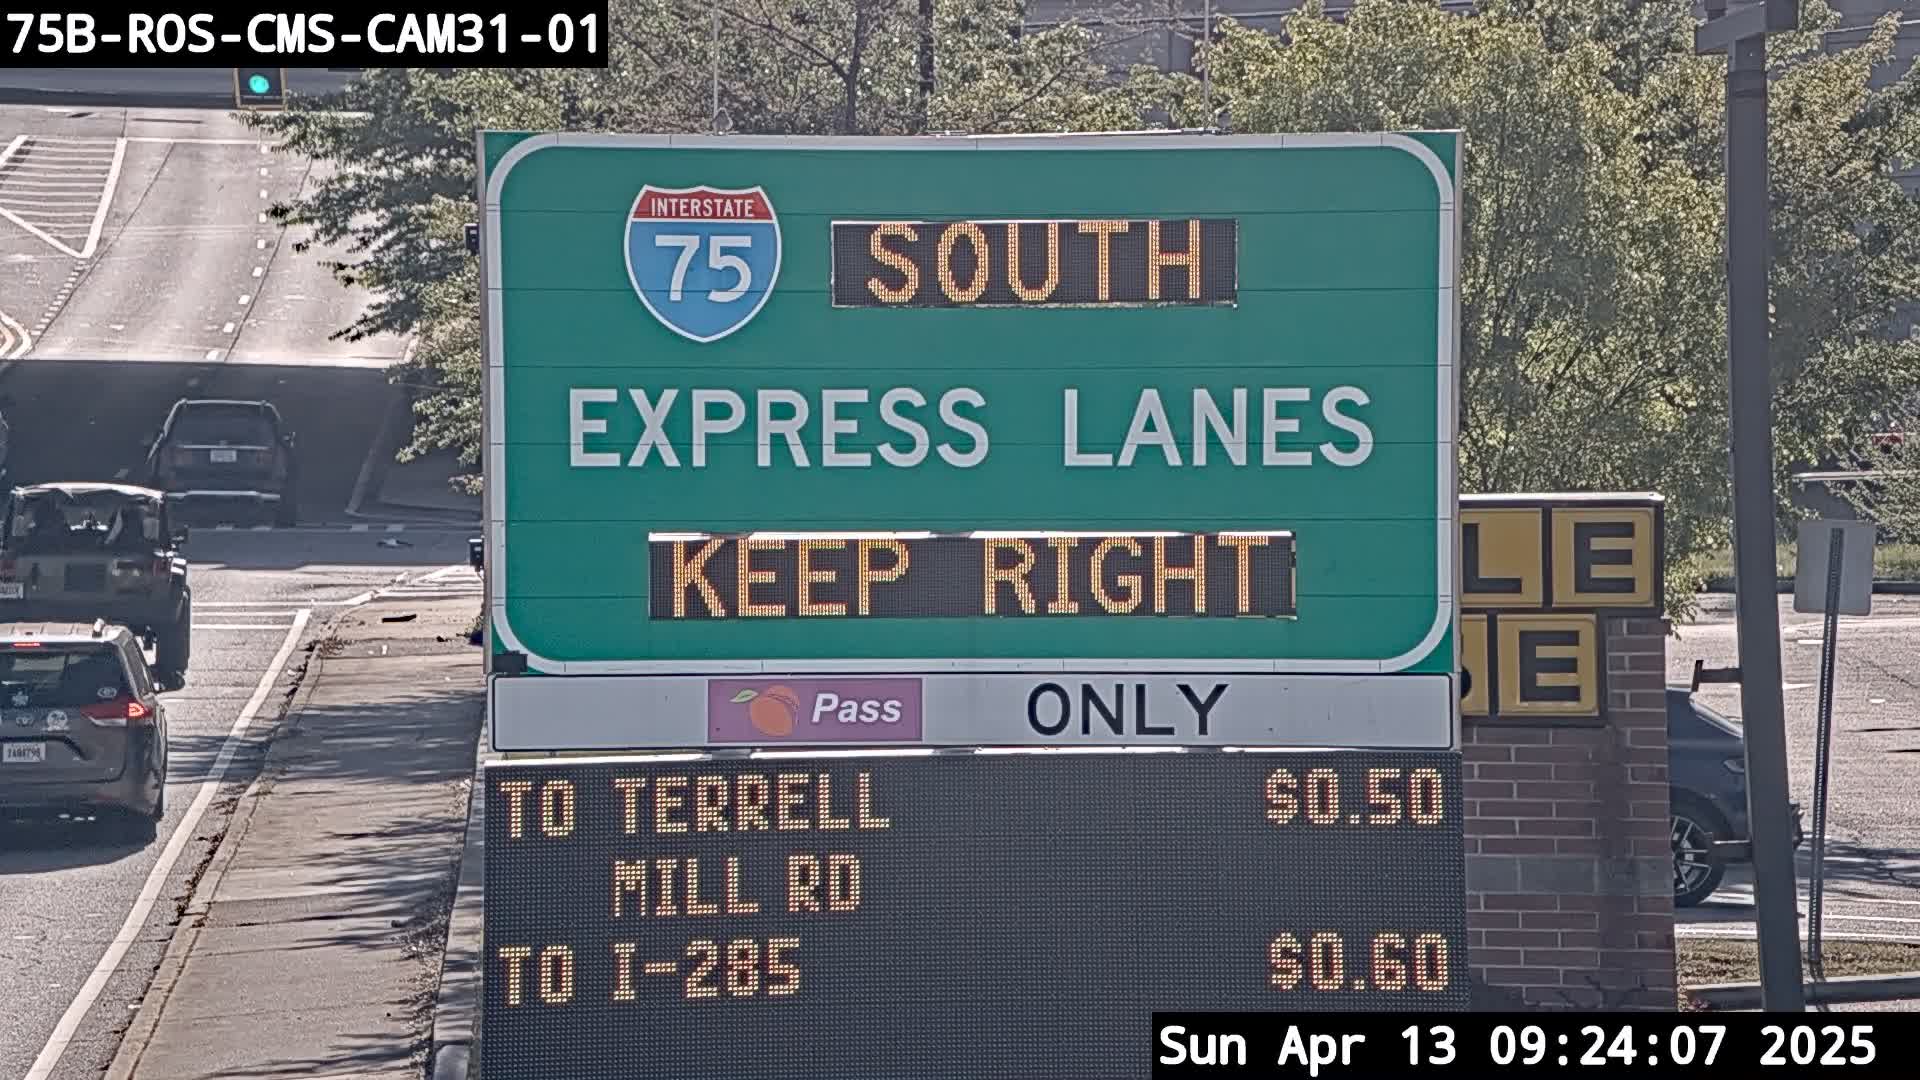 75B-ROS-CMS-CAM31-01
INTERSTATE
75
SOUTH
EXPRESS LANES
KEEP RIGHT
Pass ONLY
TO TERRELL $0.50
MILL RD
TO I-285 $0.60
LE
E
Sun Apr 13 09:24:07 2025